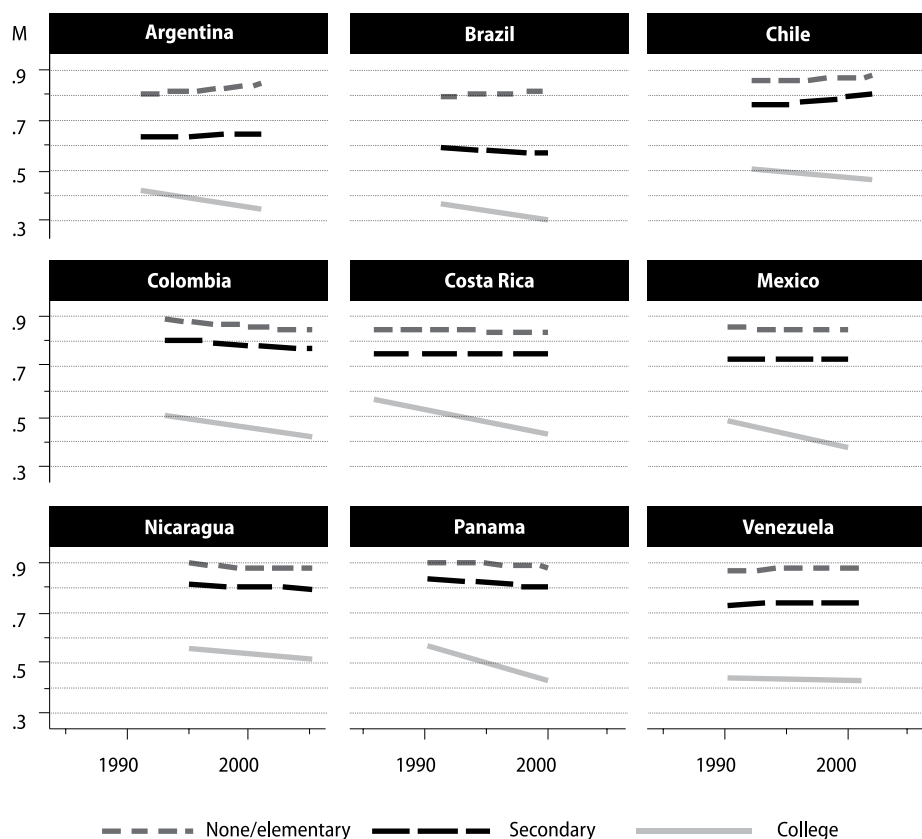 M
Argentina Brazil Chile
.9
.7
.5
.3
Colombia Costa Rica Mexico
.9
.7
.5
.3
Nicaragua Panama Venezuela
.9
.7
.5
.3
1990 2000 1990 2000 1990 2000
None/elementary Secondary College